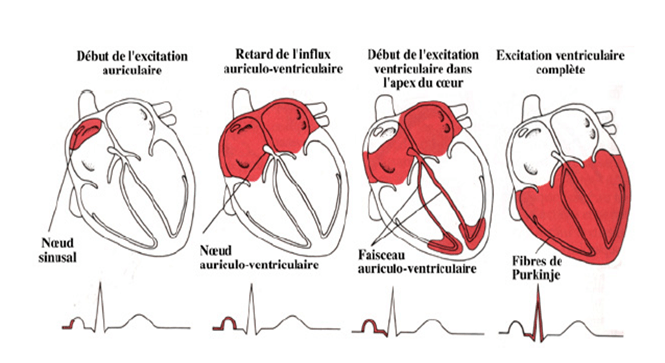 Début de l'excitation
auriculaire
Retard de l'influx
auriculo-ventriculaire
Début de l'excitation
ventriculaire dans
l'apex du cœur
Excitation ventriculaire
complète
Nœud
sinusal
Nœud
auriculo-ventriculaire
Faisceau
auriculo-ventriculaire
Fibres de
Purkinje